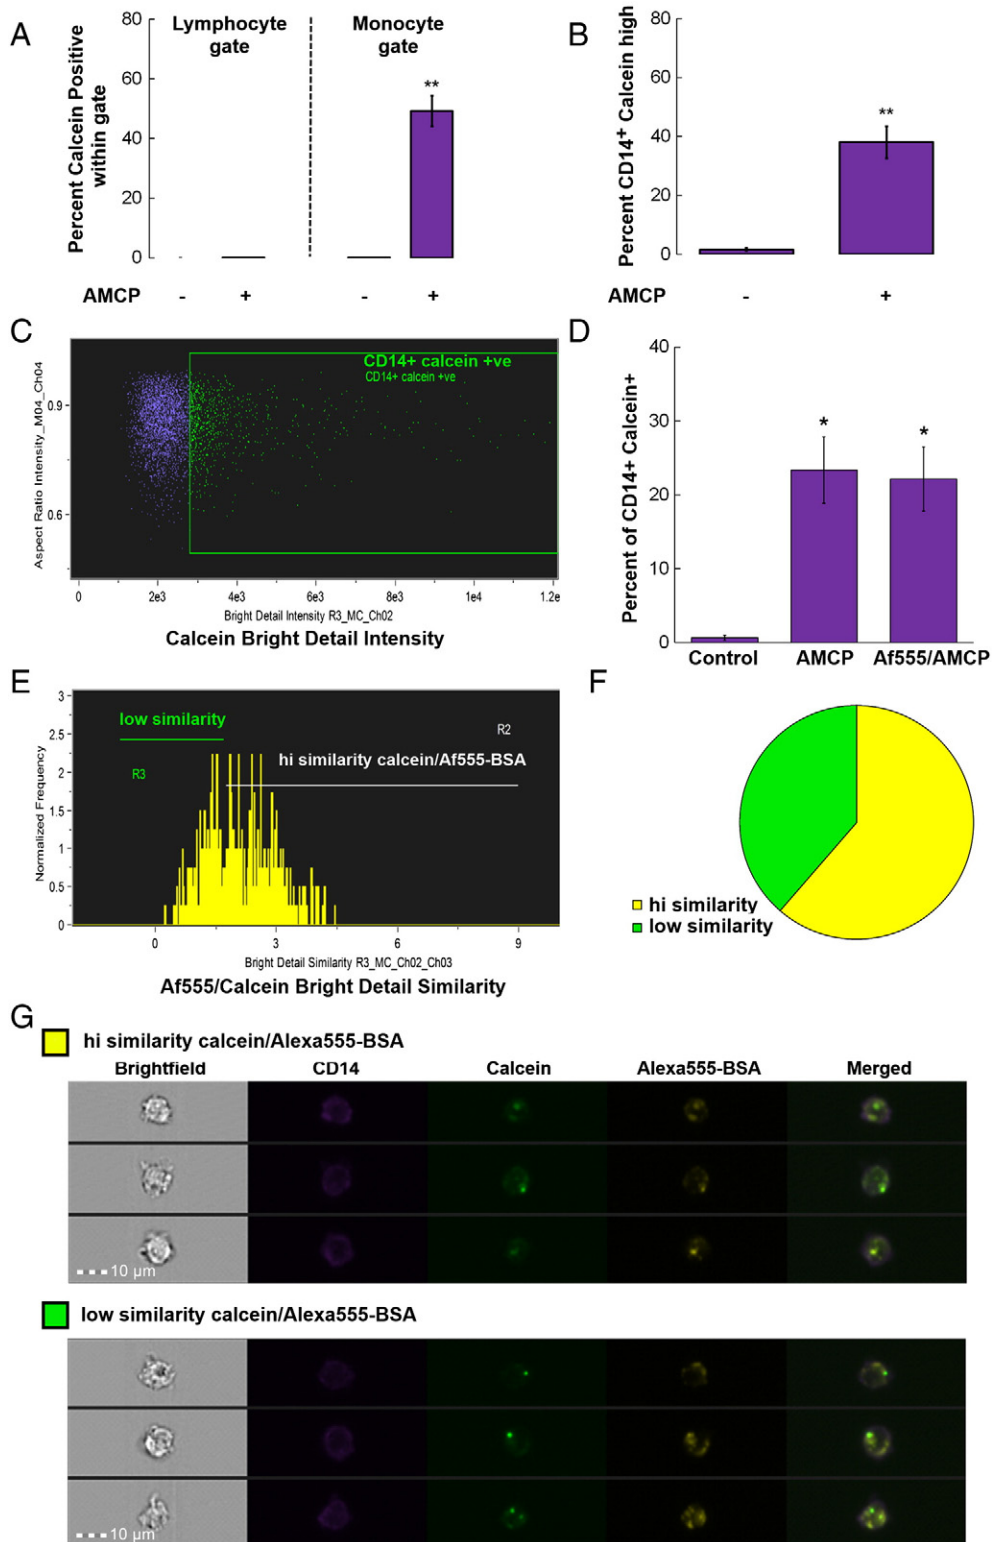 A
Percent Calcein Positive
within gate
80
60
40
20
0
Lymphocyte
gate
Monocyte
gate
**
AMCP
-
+
-
+
B
Percent CD14+ Calcein high
80
60
40
20
0
**
-
+
C
Aspect Ratio Intensity_M04_Ch04
0.9
0.6
CD14+ calcein +ve
CD14+ calcein +ve
0
2e3
4e3
6e3
8e3
1e4
1.2e
Bright Detail Intensity R3_MC_Ch02
Calcein Bright Detail Intensity
D
Percent of CD14+ Calcein+
40
30
20
10
0
*
*
Control
AMCP
Af555/AMCP
E
Normalized Frequency
3
2.5
2
1.5
1
0.5
0
low similarity
R3
R2
hi similarity calcein/Af555-BSA
0
3
6
9
Bright Detail Similarity R3_MC_Ch02_Ch03
Af555/Calcein Bright Detail Similarity
F
hi similarity
low similarity
G
hi similarity calcein/Alexa555-BSA
Brightfield
CD14
Calcein
Alexa555-BSA
Merged
10 µm
low similarity calcein/Alexa555-BSA
10 µm